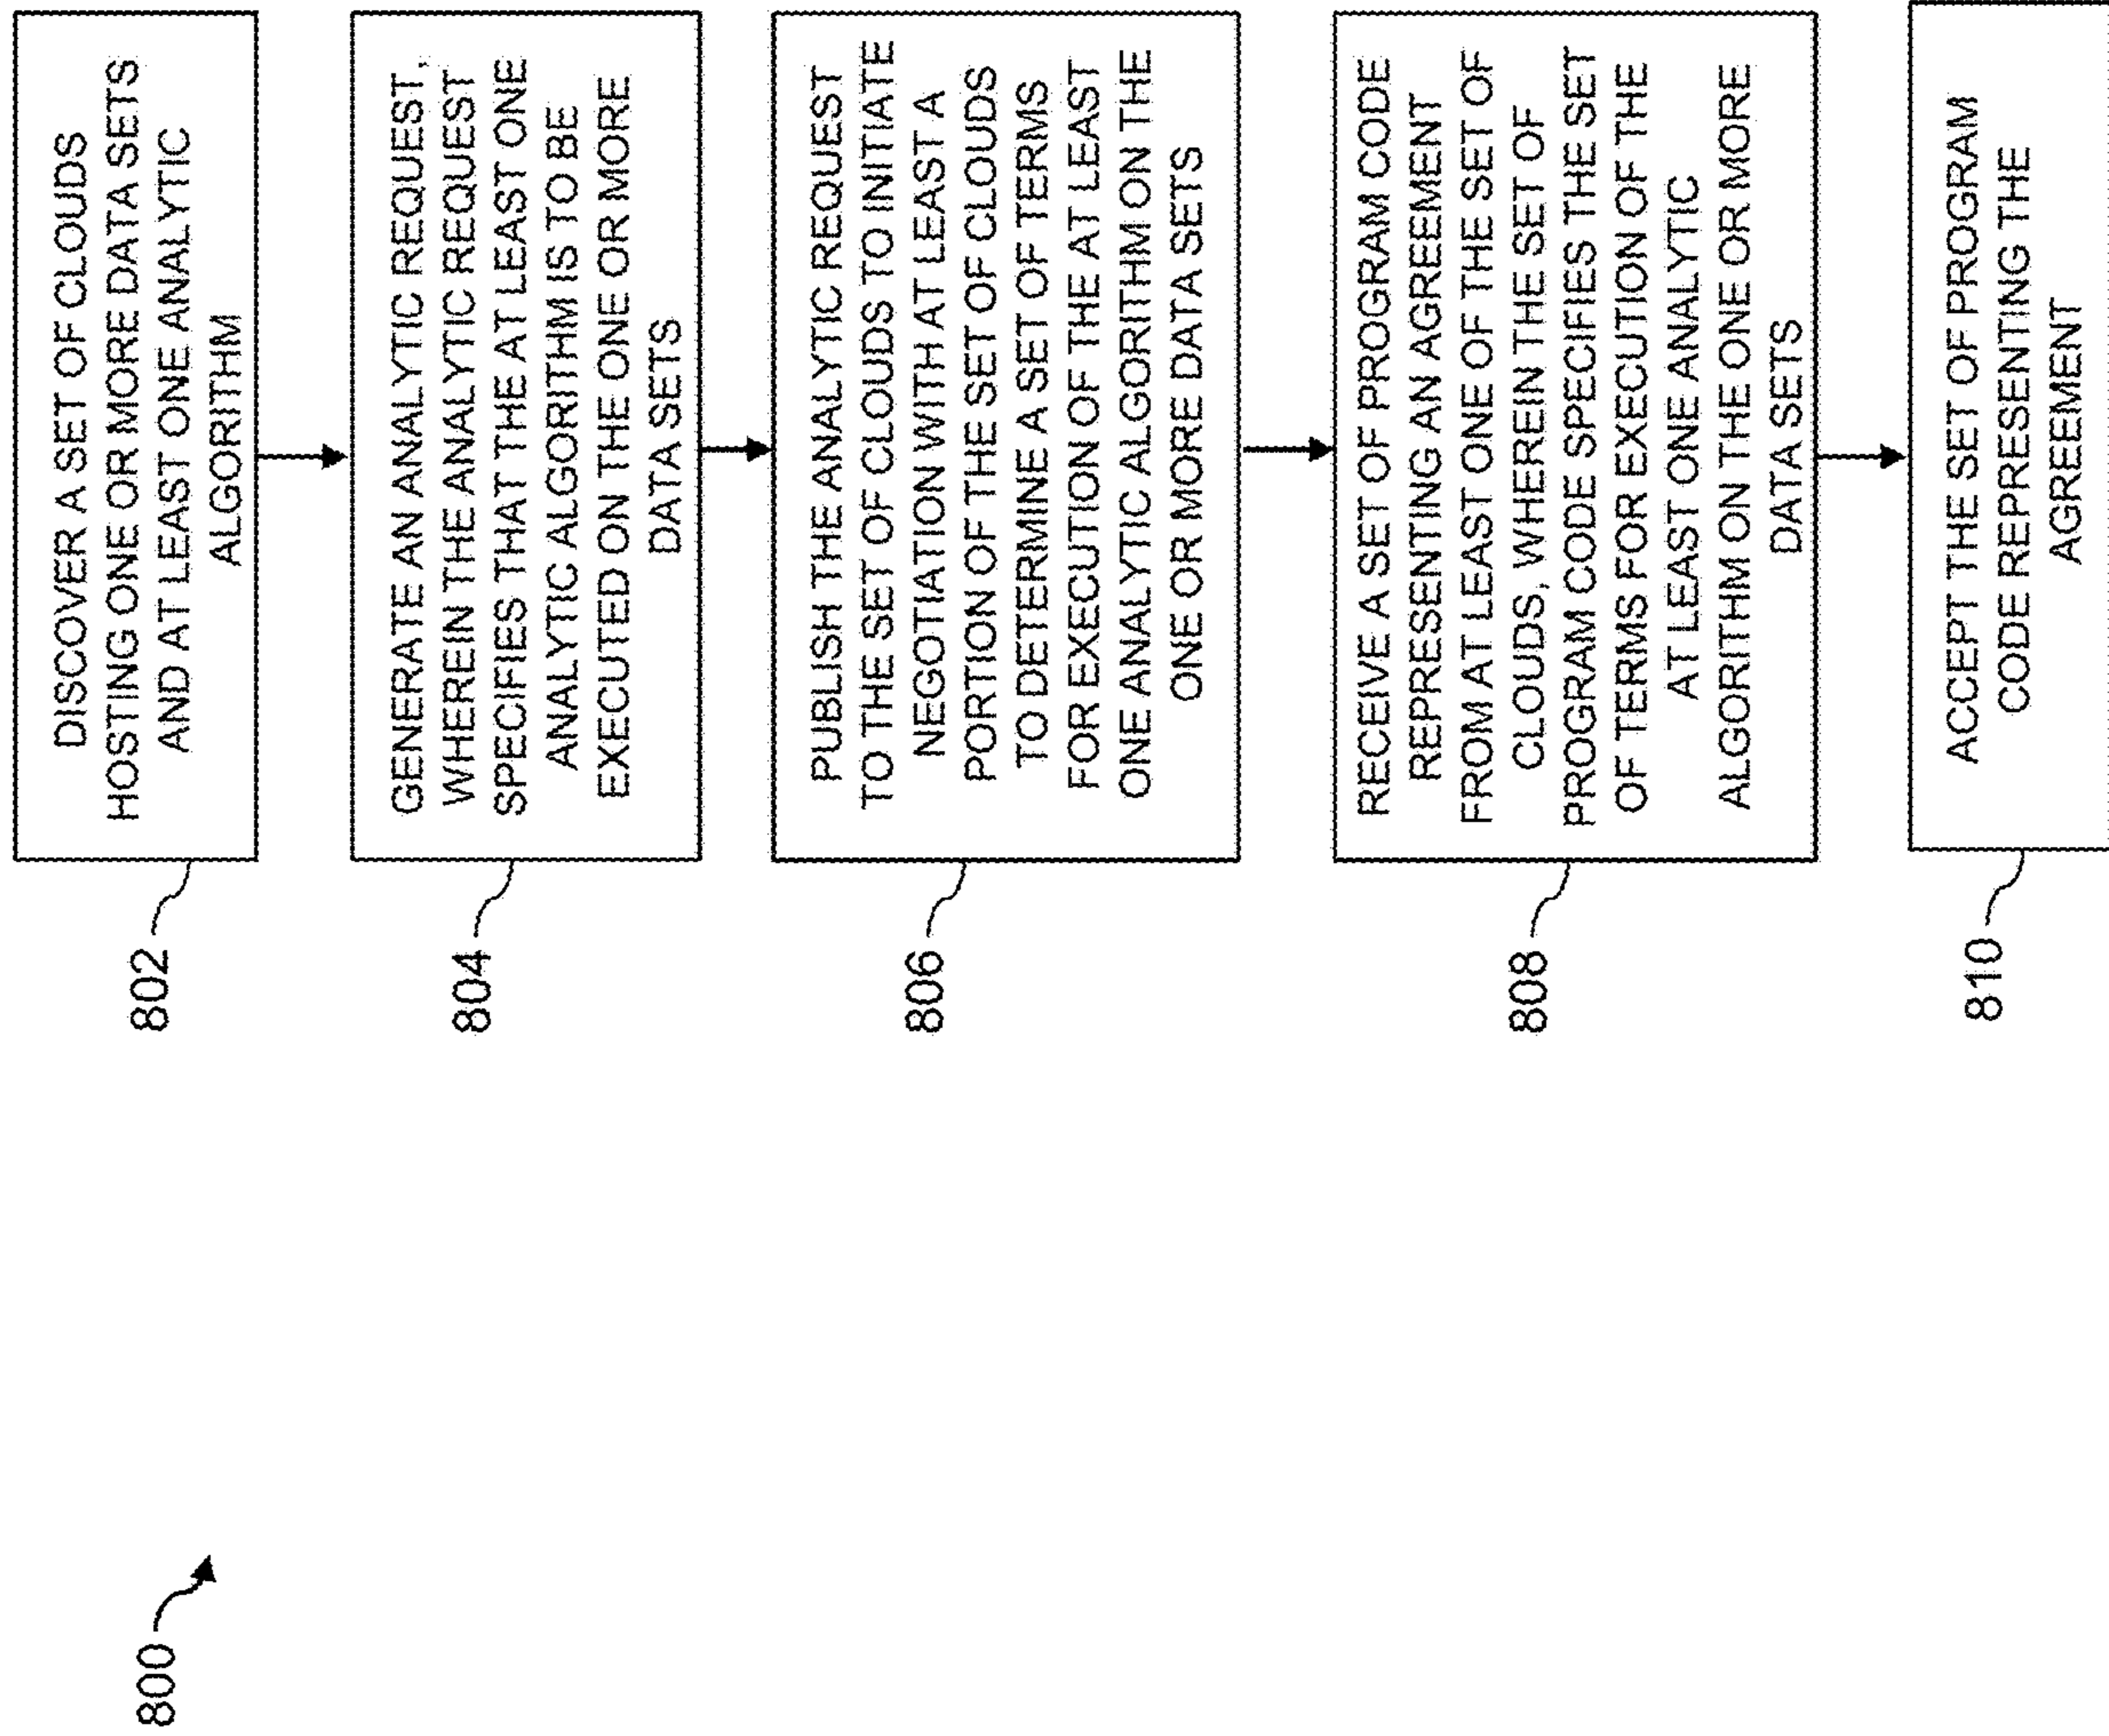 800
802
DISCOVER A SET OF CLOUDS
HOSTING ONE OR MORE DATA SETS
AND AT LEAST ONE ANALYTIC
ALGORITHM
804
GENERATE AN ANALYTIC REQUEST,
WHEREIN THE ANALYTIC REQUEST
SPECIFIES THAT THE AT LEAST ONE
ANALYTIC ALGORITHM IS TO BE
EXECUTED ON THE ONE OR MORE
DATA SETS
806
PUBLISH THE ANALYTIC REQUEST
TO THE SET OF CLOUDS TO INITIATE
NEGOTIATION WITH AT LEAST A
PORTION OF THE SET OF CLOUDS
TO DETERMINE A SET OF TERMS
FOR EXECUTION OF THE AT LEAST
ONE ANALYTIC ALGORITHM ON THE
ONE OR MORE DATA SETS
808
RECEIVE A SET OF PROGRAM CODE
REPRESENTING AN AGREEMENT
FROM AT LEAST ONE OF THE SET OF
CLOUDS, WHEREIN THE SET OF
PROGRAM CODE SPECIFIES THE SET
OF TERMS FOR EXECUTION OF THE
AT LEAST ONE ANALYTIC
ALGORITHM ON THE ONE OR MORE
DATA SETS
810
ACCEPT THE SET OF PROGRAM
CODE REPRESENTING THE
AGREEMENT